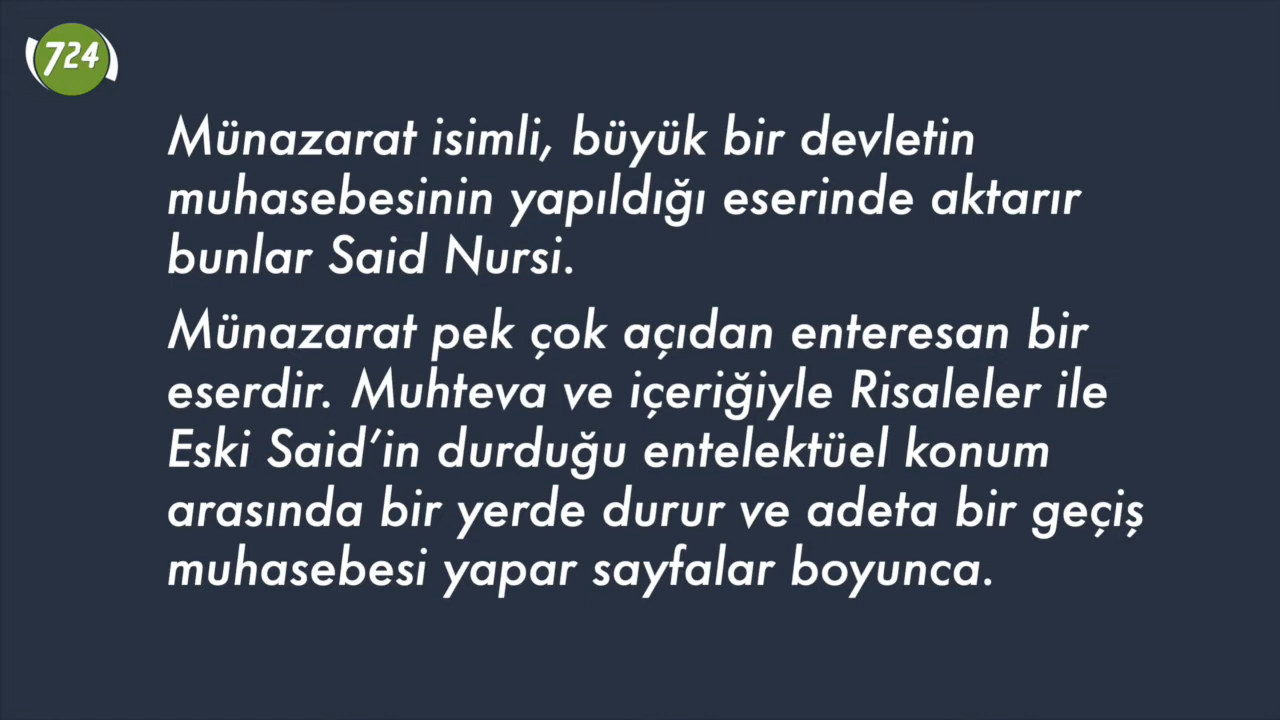 724
Münazarat isimli, büyük bir devletin
muhasebesinin yapıldığı eserinde aktarır
bunlar Said Nursi.
Münazarat pek çok açıdan enteresan bir
eserdir. Muhteva ve içeriğiyle Risaleler ile
Eski Said’in durduğu entelektüel konum
arasında bir yerde durur ve adeta bir geçiş
muhasebesi yapar sayfalar boyunca.